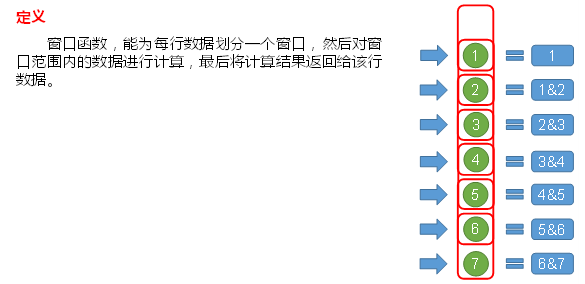 定义
窗口函数，能为每行数据划分一个窗口，然后对窗
口范围内的数据进行计算，最后将计算结果返回给该行
数据。
1 = 1
2 = 1&2
3 = 2&3
4 = 3&4
5 = 4&5
6 = 5&6
7 = 6&7